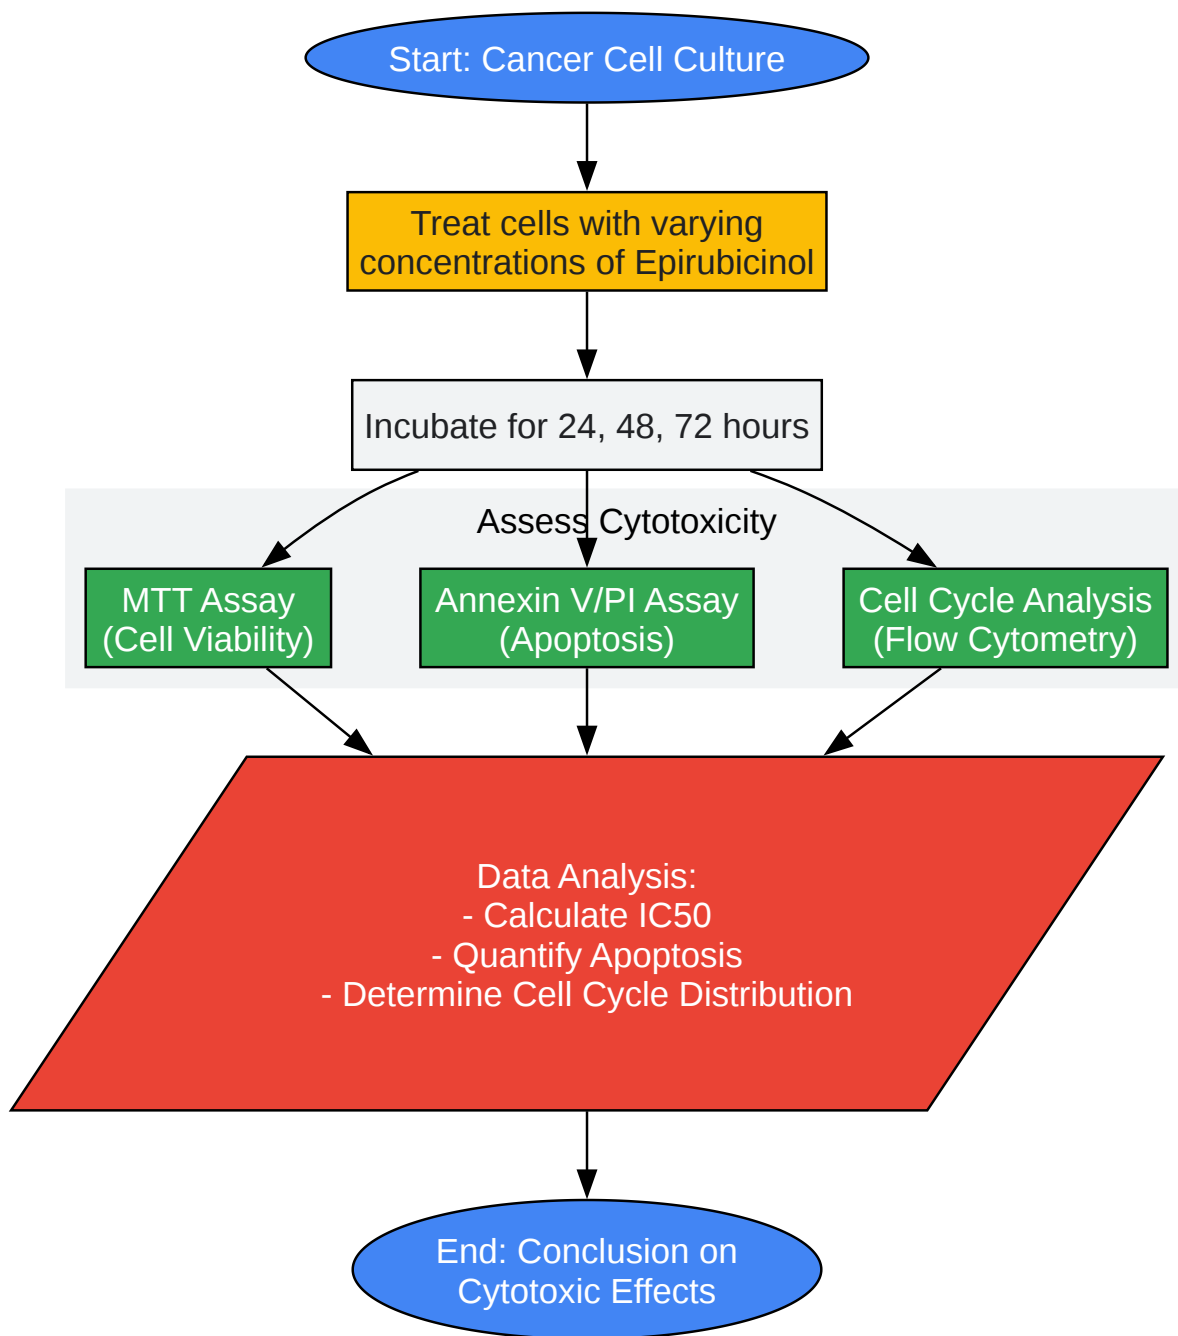 Start: Cancer Cell Culture
Treat cells with varying
concentrations of Epirubicinol
Incubate for 24, 48, 72 hours
Assess Cytotoxicity
MTT Assay
(Cell Viability)
Annexin V/PI Assay
(Apoptosis)
Cell Cycle Analysis
(Flow Cytometry)
Data Analysis:
- Calculate IC50
- Quantify Apoptosis
- Determine Cell Cycle Distribution
End: Conclusion on
Cytotoxic Effects